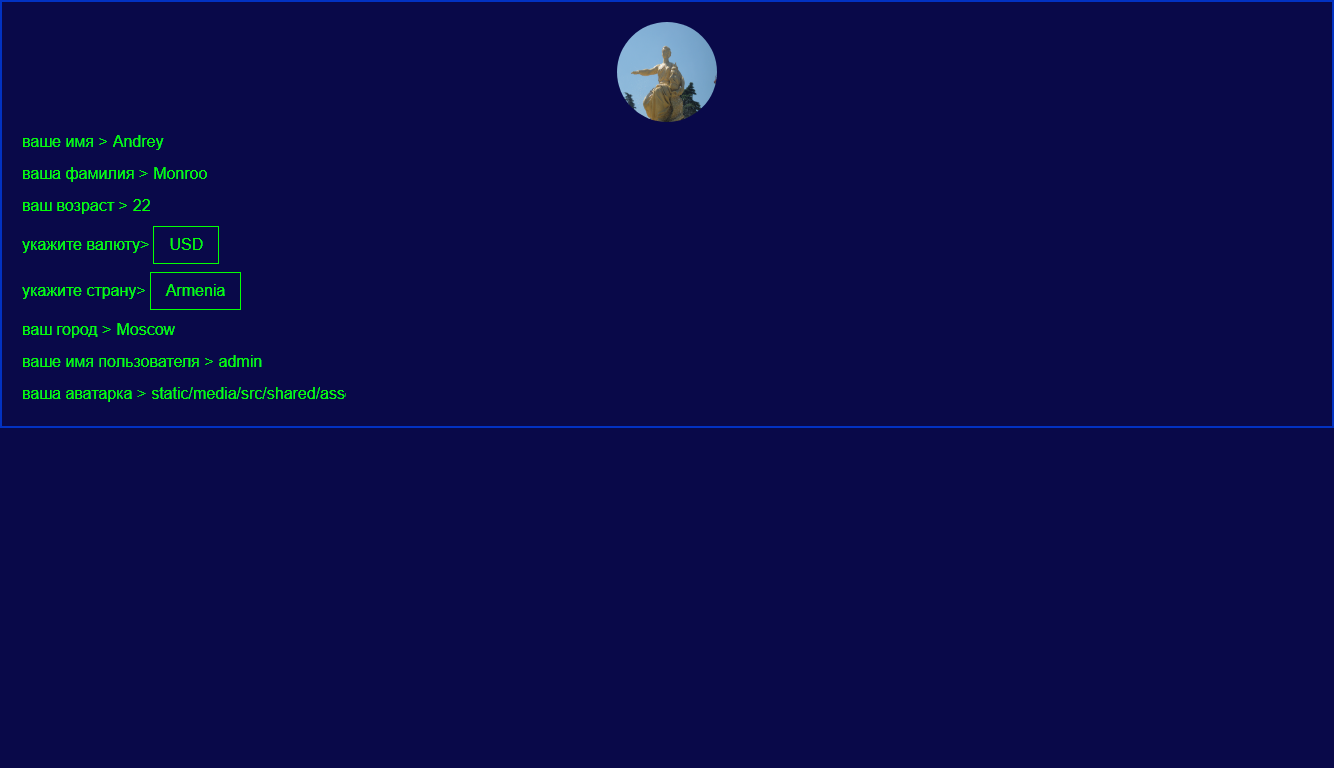 ваше имя > Andrey
ваша фамилия > Monroo
ваш возраст > 22
укажите валюту> USD
укажите страну> Armenia
ваш город > Moscow
ваше имя пользователя > admin
ваша аватарка > static/media/src/shared/ass